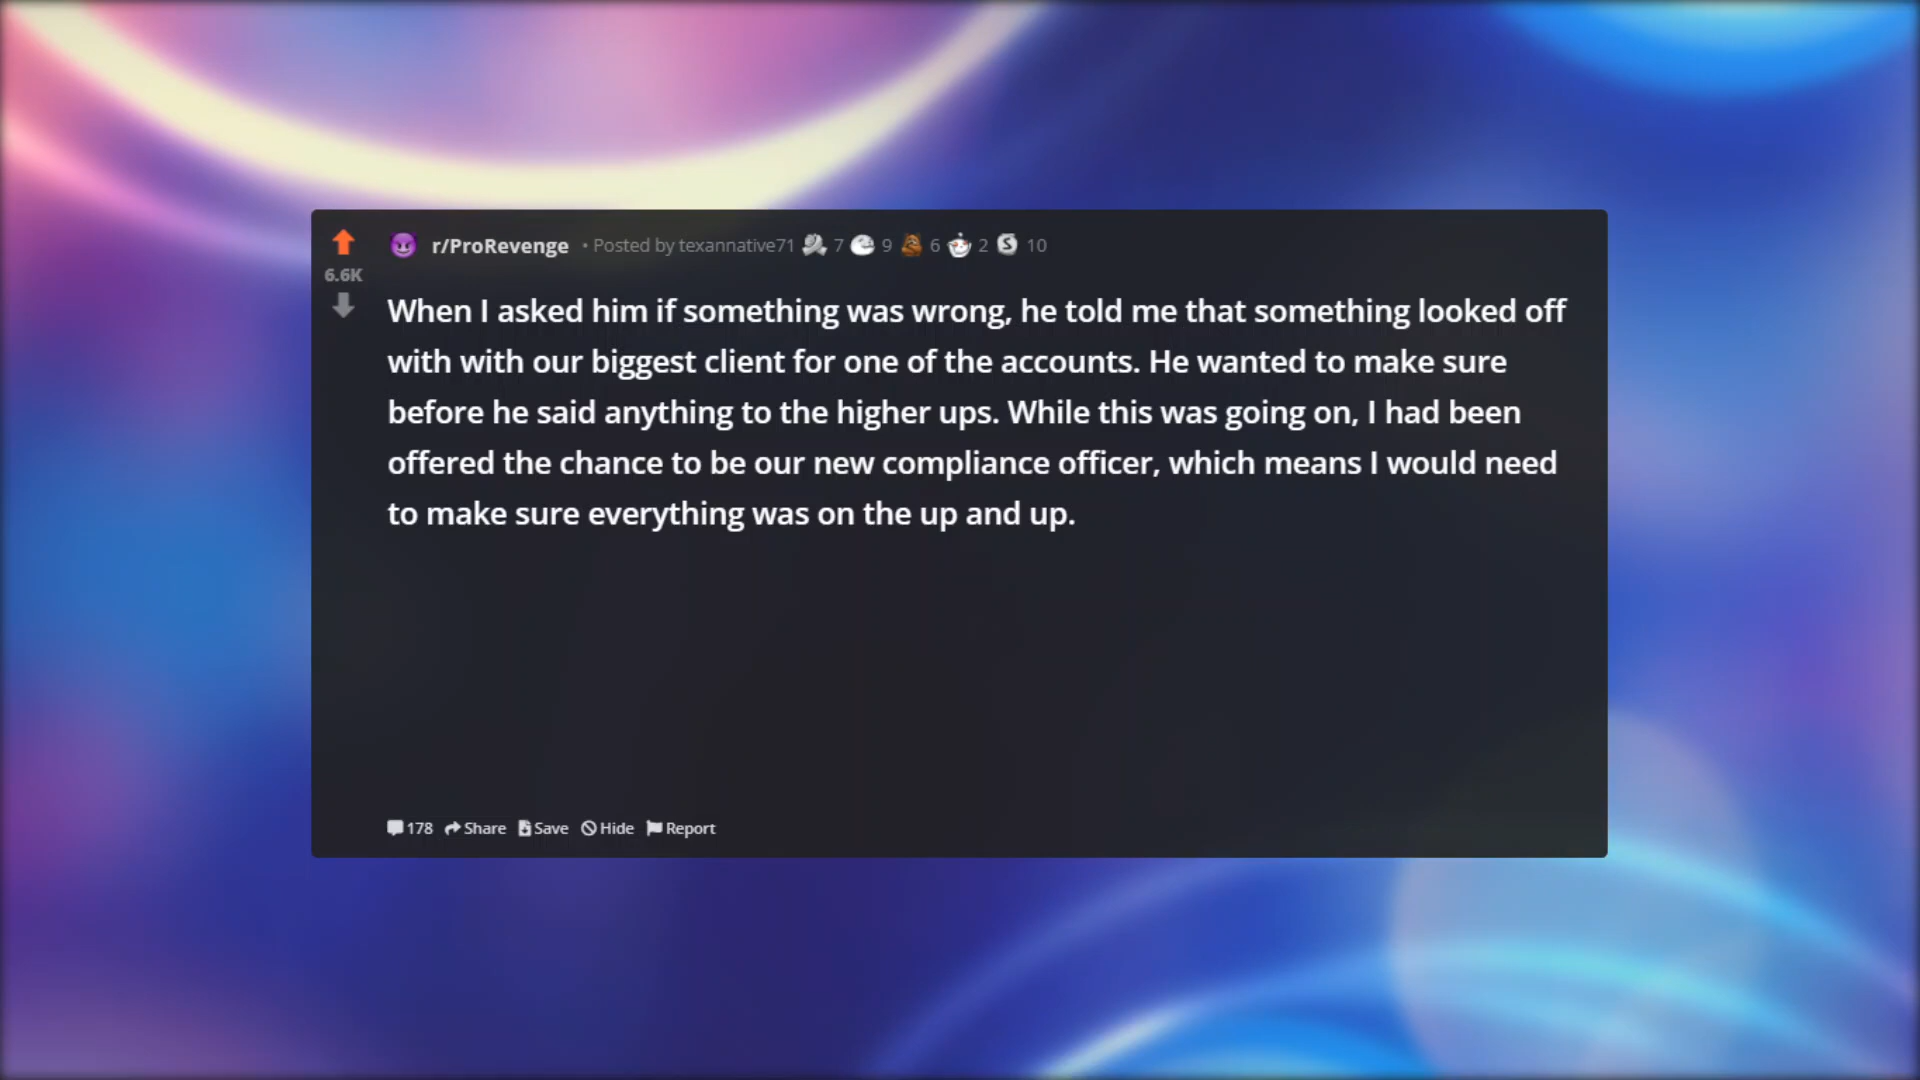 r/ProRevenge • Posted by texannative71 7 9 6 2 10
6.6K
When I asked him if something was wrong, he told me that something looked off
with with our biggest client for one of the accounts. He wanted to make sure
before he said anything to the higher ups. While this was going on, I had been
offered the chance to be our new compliance officer, which means I would need
to make sure everything was on the up and up.
178 Share Save Hide Report